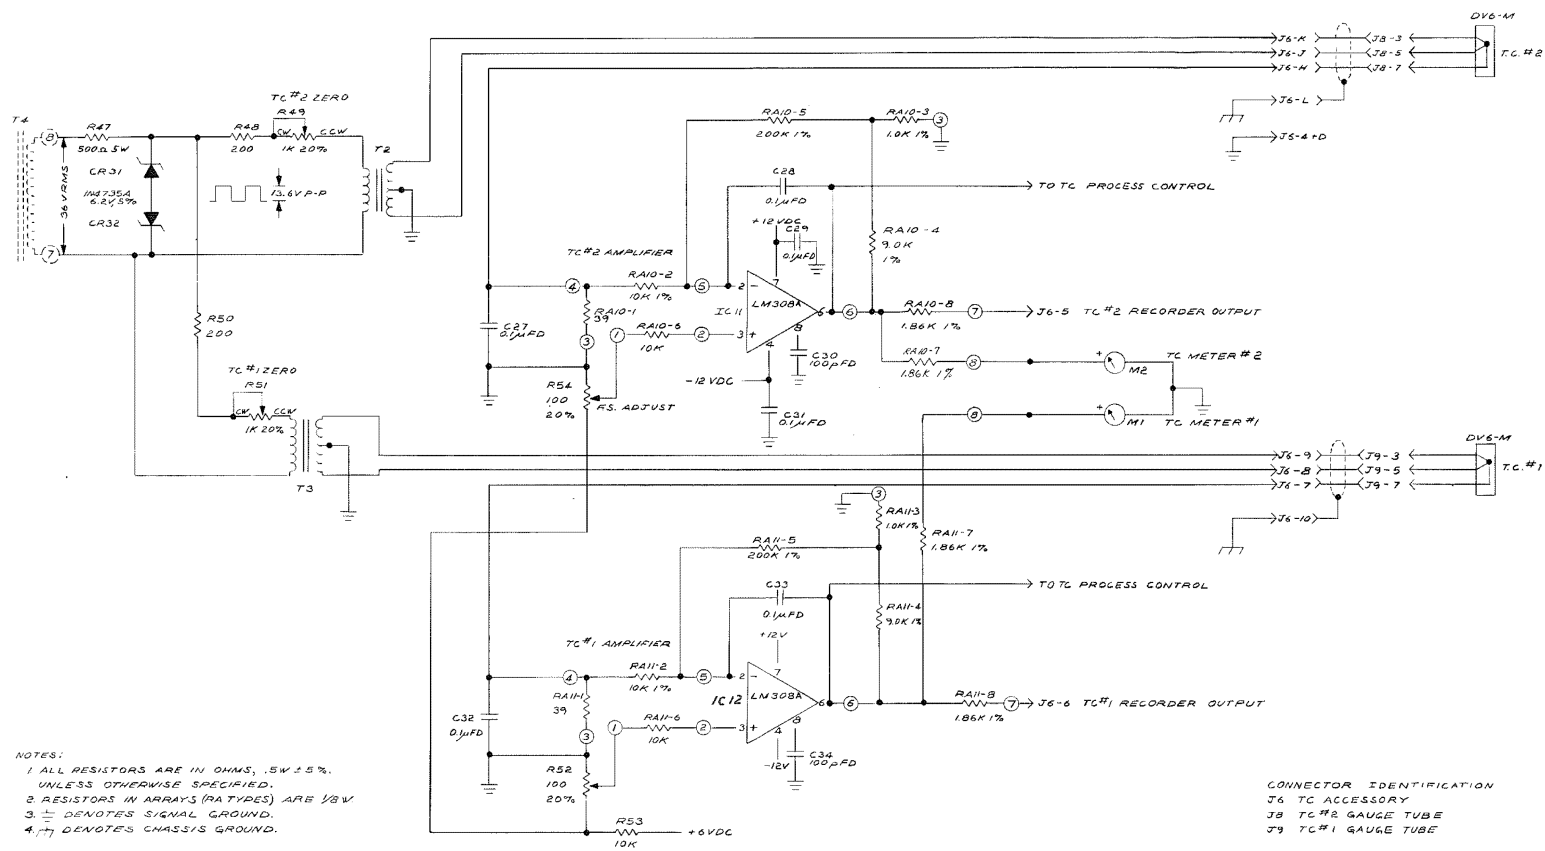 DV6-M
J6-K J8-3
J6-J J8-5
T.C.#2
J6-H J8-7
TC#2 ZERO
R49
J6-L
T4
8
R47
R48
CW
CCW
RA10-5
RA10-3
3
500Ω 5W
200
1K 20%
200K 1%
1.0K 1%
J5-4+D
T2
CR31
36 VRMS
1N4735A
6.2V, 5%
13.6V P-P
C28
TO TC PROCESS CONTROL
0.1µFD
CR32
+12VDC
C29
RA10-4
9.0K
1%
7
TC#2 AMPLIFIER
0.1µFD
RA10-2
4
5
2
−
7
10K 1%
LM308A
IC11
6
6
RA10-8
7
J6-5 TC#2 RECORDER OUTPUT
1.86K 1%
RA10-1
39
R50
200
C27
0.1µFD
RA10-6
1
2
3
+
10K
3
8
4
C30
100pFD
RA10-7
8
TC METER #2
1.86K 1%
+
M2
TC #1 ZERO
R51
R54
100
20%
F.S. ADJUST
-12VDC
CW
CCW
1K 20%
C31
0.1µFD
8
+
M1
TC METER #1
DV6-M
J6-9 J9-3
J6-8 J9-5
T.C.#1
J6-7 J9-7
T3
3
RA11-3
1.0K 1%
J6-10
RA11-5
200K 1%
RA11-7
1.86K 1%
C33
0.1µFD
TO TC PROCESS CONTROL
RA11-4
9.0K 1%
+12V
TC#1 AMPLIFIER
RA11-2
4
5
2
−
7
10K 1%
IC12
LM308A
6
6
RA11-8
7
J6-6 TC#1 RECORDER OUTPUT
1.86K 1%
RA11-1
39
C32
0.1µFD
RA11-6
1
2
3
+
10K
3
8
4
-12V
C34
100pFD
R52
100
20%
R53
+6VDC
10K
NOTES:
1 ALL RESISTORS ARE IN OHMS, .5W ± 5%.
UNLESS OTHERWISE SPECIFIED.
2. RESISTORS IN ARRAYS (RA TYPES) ARE 1/8W
3. DENOTES SIGNAL GROUND.
4. DENOTES CHASSIS GROUND.
CONNECTOR IDENTIFICATION
J6 TC ACCESSORY
J8 TC #2 GAUGE TUBE
J9 TC#1 GAUGE TUBE